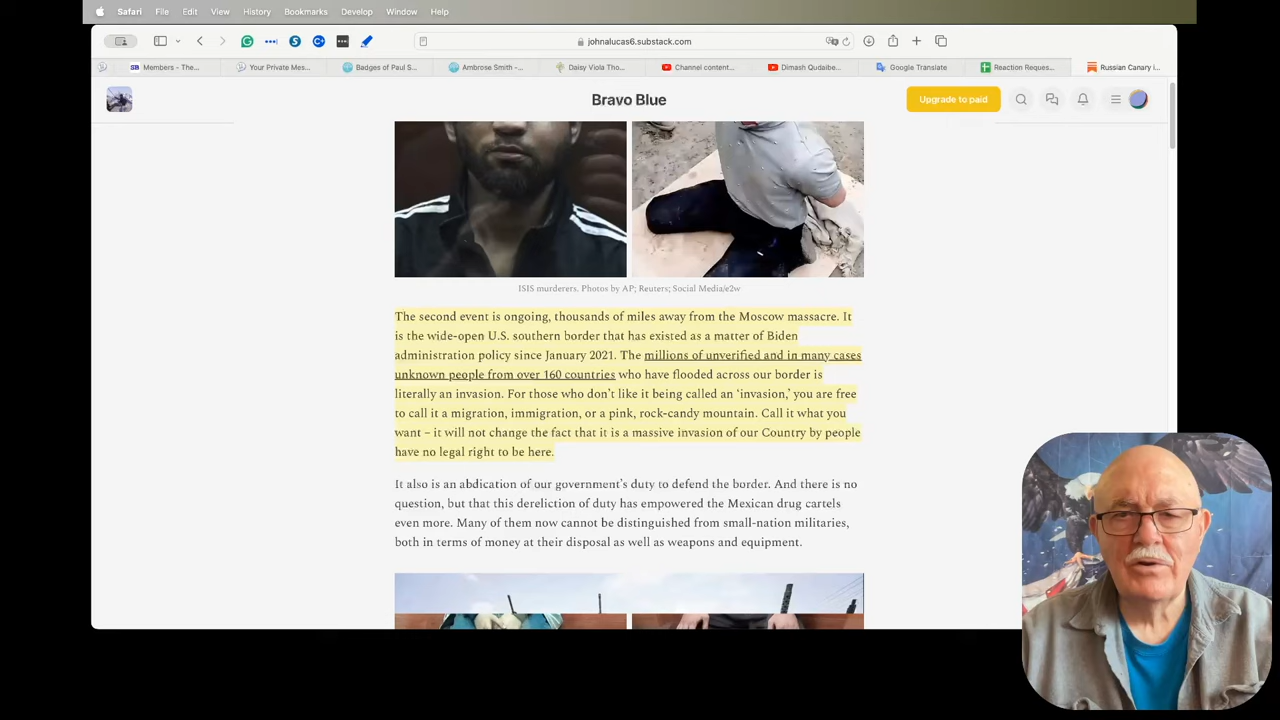 Safari File Edit View History Bookmarks Develop Window Help
johnalucas6.substack.com
SB Members - The... Your Private Mes... Badges of Paul S... Ambrose Smith -... Daisy Viola Tho... Channel content... Dimash Qudaibe... Google Translate Reaction Reques... Russian Canary i...
Bravo Blue
Upgrade to paid
ISIS murderers. Photos by AP; Reuters; Social Media/e2w
The second event is ongoing, thousands of miles away from the Moscow massacre. It
is the wide-open U.S. southern border that has existed as a matter of Biden
administration policy since January 2021. The millions of unverified and in many cases
unknown people from over 160 countries who have flooded across our border is
literally an invasion. For those who don’t like it being called an ‘invasion,’ you are free
to call it a migration, immigration, or a pink, rock-candy mountain. Call it what you
want – it will not change the fact that it is a massive invasion of our Country by people
have no legal right to be here.
It also is an abdication of our government’s duty to defend the border. And there is no
question, but that this dereliction of duty has empowered the Mexican drug cartels
even more. Many of them now cannot be distinguished from small-nation militaries,
both in terms of money at their disposal as well as weapons and equipment.